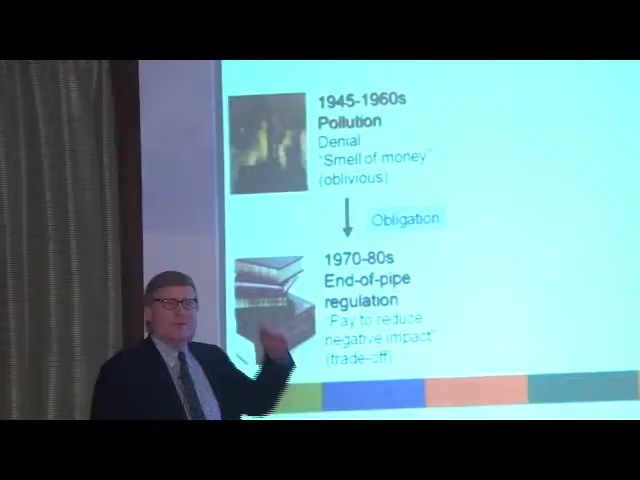 1945-1960s
Pollution
Denial
"Smell of money"
(oblivious)
Obligation
1970-80s
End-of-pipe
regulation
"Pay to reduce
negative impact"
(trade-off)